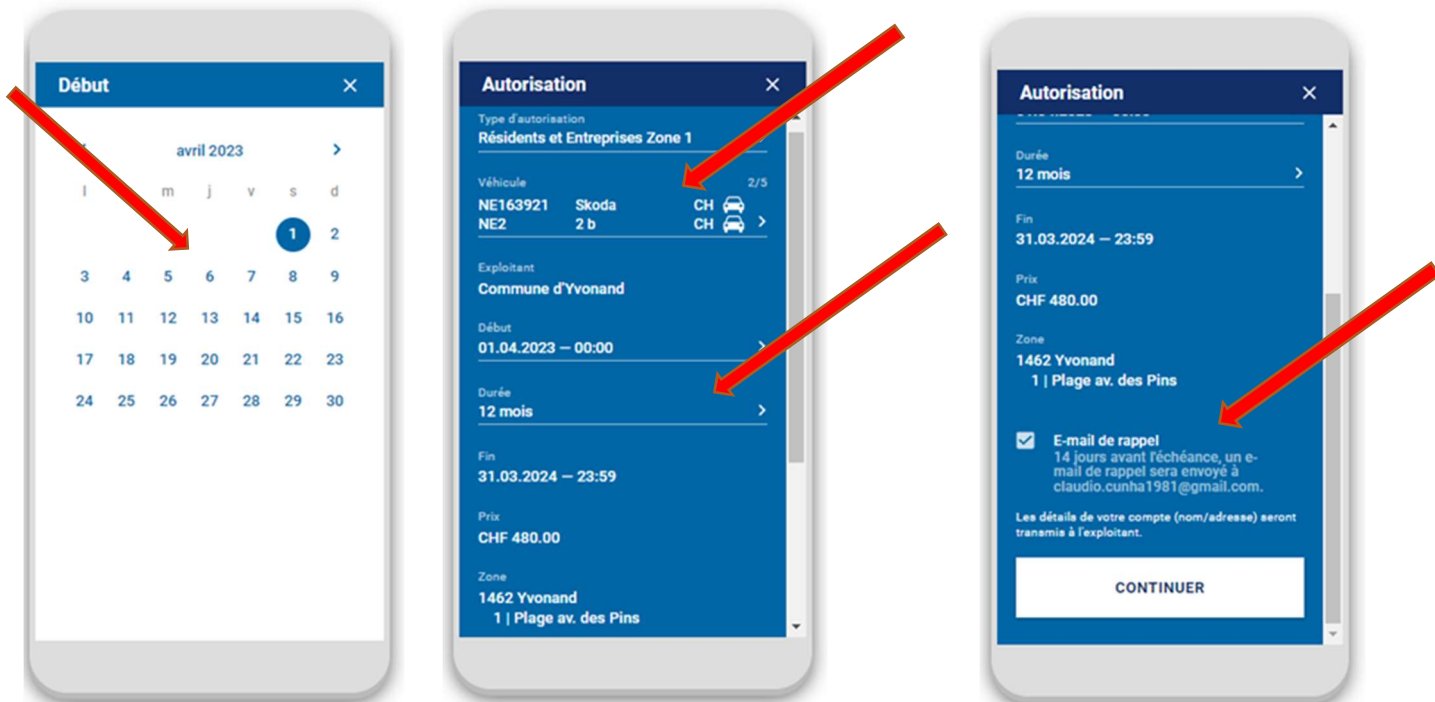 Début
avril 2023
l m j v s d
1 2
3 4 5 6 7 8 9
10 11 12 13 14 15 16
17 18 19 20 21 22 23
24 25 26 27 28 29 30
Autorisation
Type d'autorisation
Résidents et Entreprises Zone 1
Véhicule 2/5
NE163921 Skoda CH
NE2 2 b CH
Exploitant
Commune d'Yvonand
Début
01.04.2023 — 00:00
Durée
12 mois
Fin
31.03.2024 — 23:59
Prix
CHF 480.00
Zone
1462 Yvonand
1 | Plage av. des Pins
Autorisation
Durée
12 mois
Fin
31.03.2024 — 23:59
Prix
CHF 480.00
Zone
1462 Yvonand
1 | Plage av. des Pins
E-mail de rappel
14 jours avant l'échéance, un e-
mail de rappel sera envoyé à
claudio.cunha1981@gmail.com.
Les détails de votre compte (nom/adresse) seront
transmis à l'exploitant.
CONTINUER